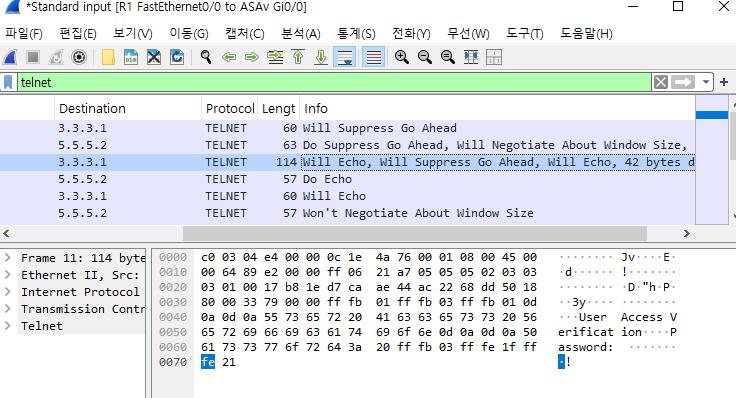 *Standard input [R1 FastEthernet0/0 to ASAv Gi0/0]
파일(F) 편집(E) 보기(V) 이동(G) 캡처(C) 분석(A) 통계(S) 전화(Y) 무선(W) 도구(T) 도움말(H)
telnet
Destination Protocol Lengt Info
3.3.3.1 TELNET 60 Will Suppress Go Ahead
5.5.5.2 TELNET 63 Do Suppress Go Ahead, Will Negotiate About Window Size,
3.3.3.1 TELNET 114 Will Echo, Will Suppress Go Ahead, Will Echo, 42 bytes d
5.5.5.2 TELNET 57 Do Echo
3.3.3.1 TELNET 60 Will Echo
5.5.5.2 TELNET 57 Won't Negotiate About Window Size
Frame 11: 114 byte
Ethernet II, Src:
Internet Protocol
Transmission Contr
Telnet
0000 c0 03 04 e4 00 00 0c 1e 4a 76 00 01 08 00 45 00 ········ Jv····E·
0010 00 64 89 e2 00 00 ff 06 21 a7 05 05 05 02 03 03 ·d······ !·······
0020 03 01 00 17 b8 1e d7 ca ae 44 ac 22 68 dd 50 18 ········ ·D·"h·P·
0030 80 00 33 79 00 00 ff fb 01 ff fb 03 ff fb 01 0d ··3y···· ········
0040 0a 0d 0a 55 73 65 72 20 41 63 63 65 73 73 20 56 ···User Access V
0050 65 72 69 66 69 63 61 74 69 6f 6e 0d 0a 0d 0a 50 erificat ion····P
0060 61 73 73 77 6f 72 64 3a 20 ff fb 03 ff fe 1f ff assword: ·······
0070 fe 21 ·!